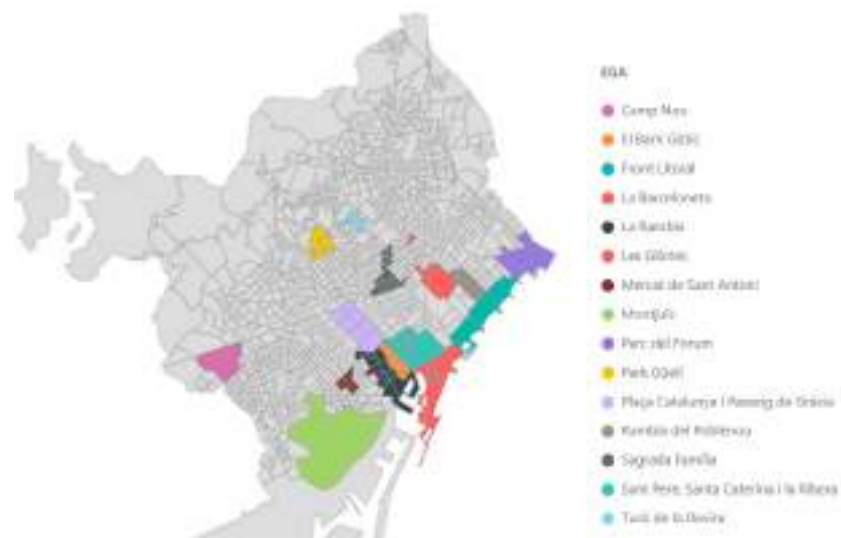 EGA
Camp Nou
El Barri Gòtic
Front Litoral
La Barceloneta
La Rambla
Les Glòries
Mercat de Sant Antoni
Montjuïc
Parc del Fòrum
Park Güell
Plaça Catalunya i Passeig de Gràcia
Rambla del Poblenou
Sagrada Família
Sant Pere, Santa Caterina i la Ribera
Turó de la Rovira